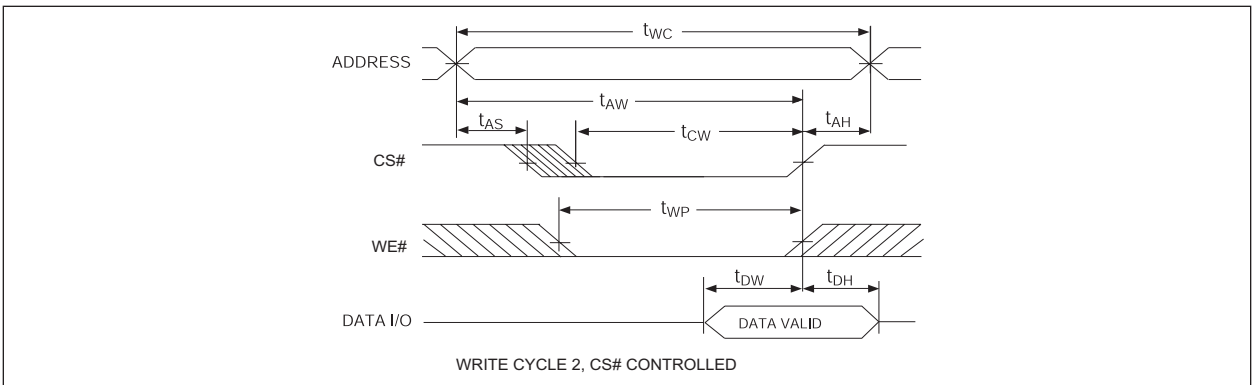 tWC
ADDRESS
tAW
tAS
tCW
tAH
CS#
tWP
WE#
tDW
tDH
DATA I/O
DATA VALID
WRITE CYCLE 2, CS# CONTROLLED